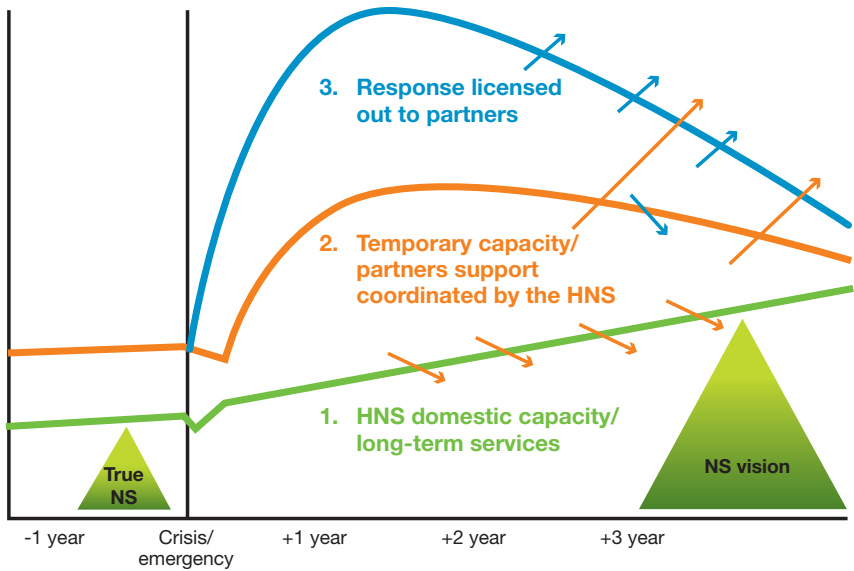 3. Response licensed
out to partners
2. Temporary capacity/
partners support
coordinated by the HNS
1. HNS domestic capacity/
long-term services
True
NS
NS vision
-1 year
Crisis/
emergency
+1 year
+2 year
+3 year